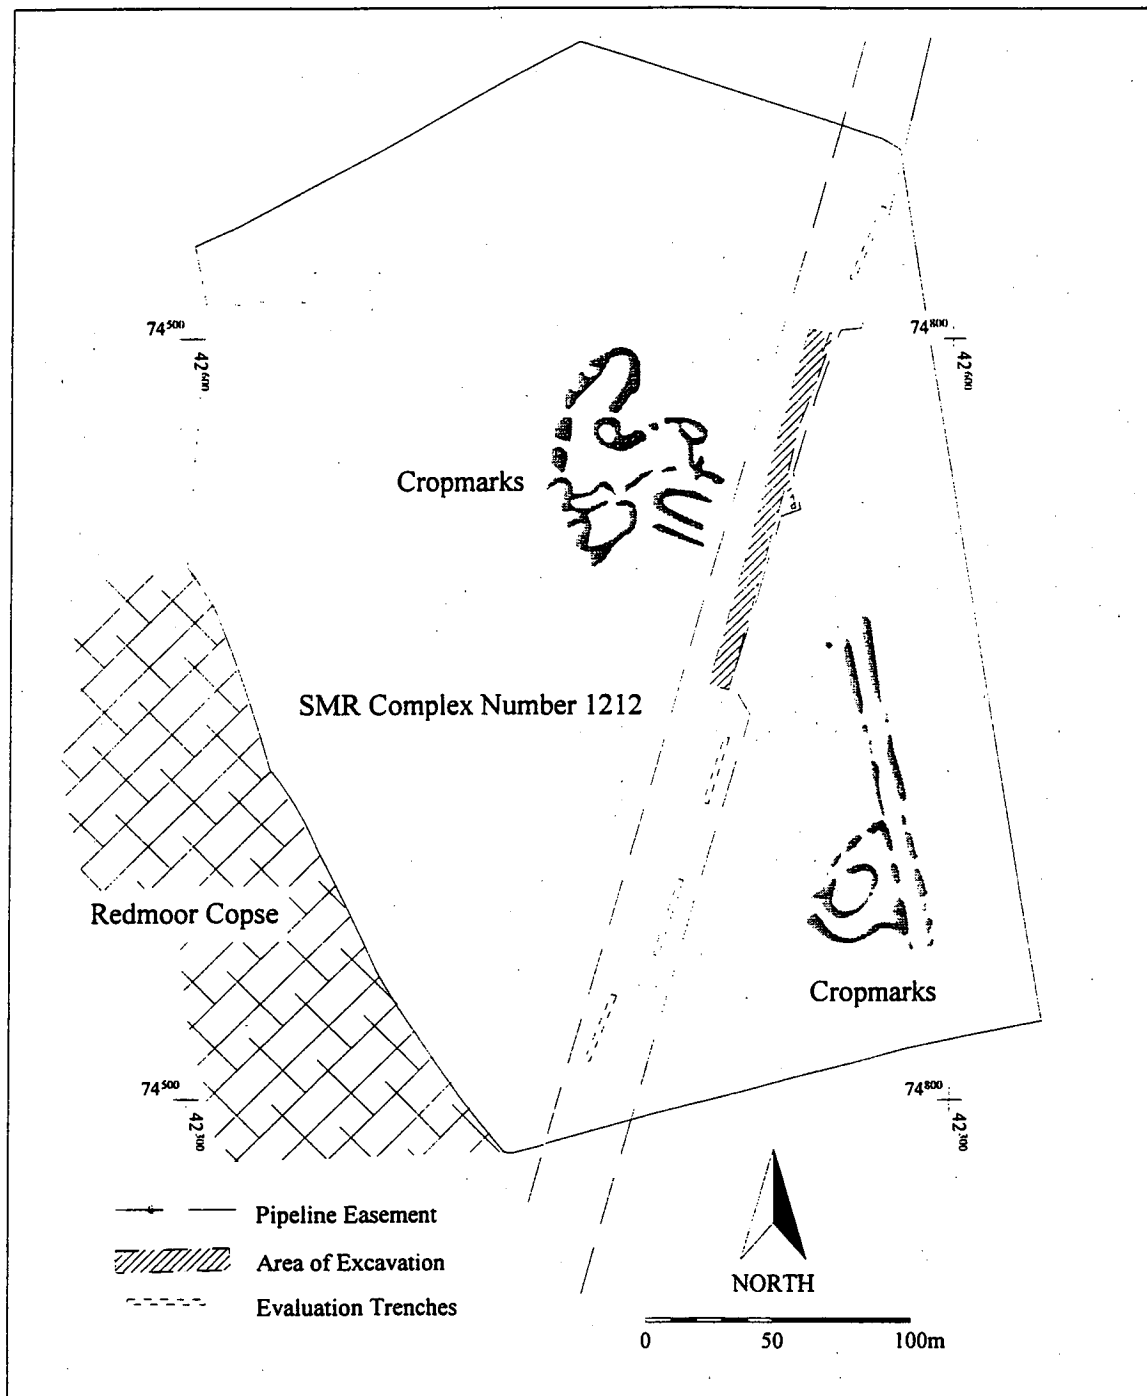 74⁵⁰⁰
42⁶⁰⁰
74⁸⁰⁰
42⁶⁰⁰
Cropmarks
SMR Complex Number 1212
Redmoor Copse
Cropmarks
74⁵⁰⁰
42³⁰⁰
74⁸⁰⁰
42³⁰⁰
Pipeline Easement
Area of Excavation
Evaluation Trenches
NORTH
0 50 100m